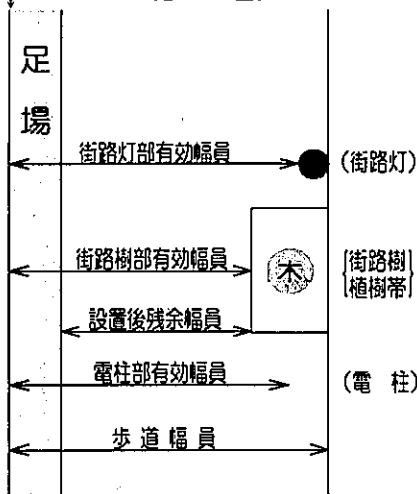 足
場
街路灯部有効幅員
(街路灯)
街路樹部有効幅員
木
街路樹
植樹帯
設置後残余幅員
電柱部有効幅員
(電 柱)
歩 道 幅 員